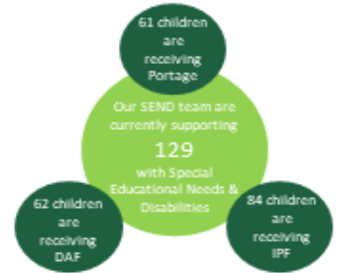 61 children
are
receiving
Portage
Our SEND team are
currently supporting
129
with Special
Educational Needs &
Disabilities
62 children
are
receiving
DAF
84 children
are
receiving
IPF